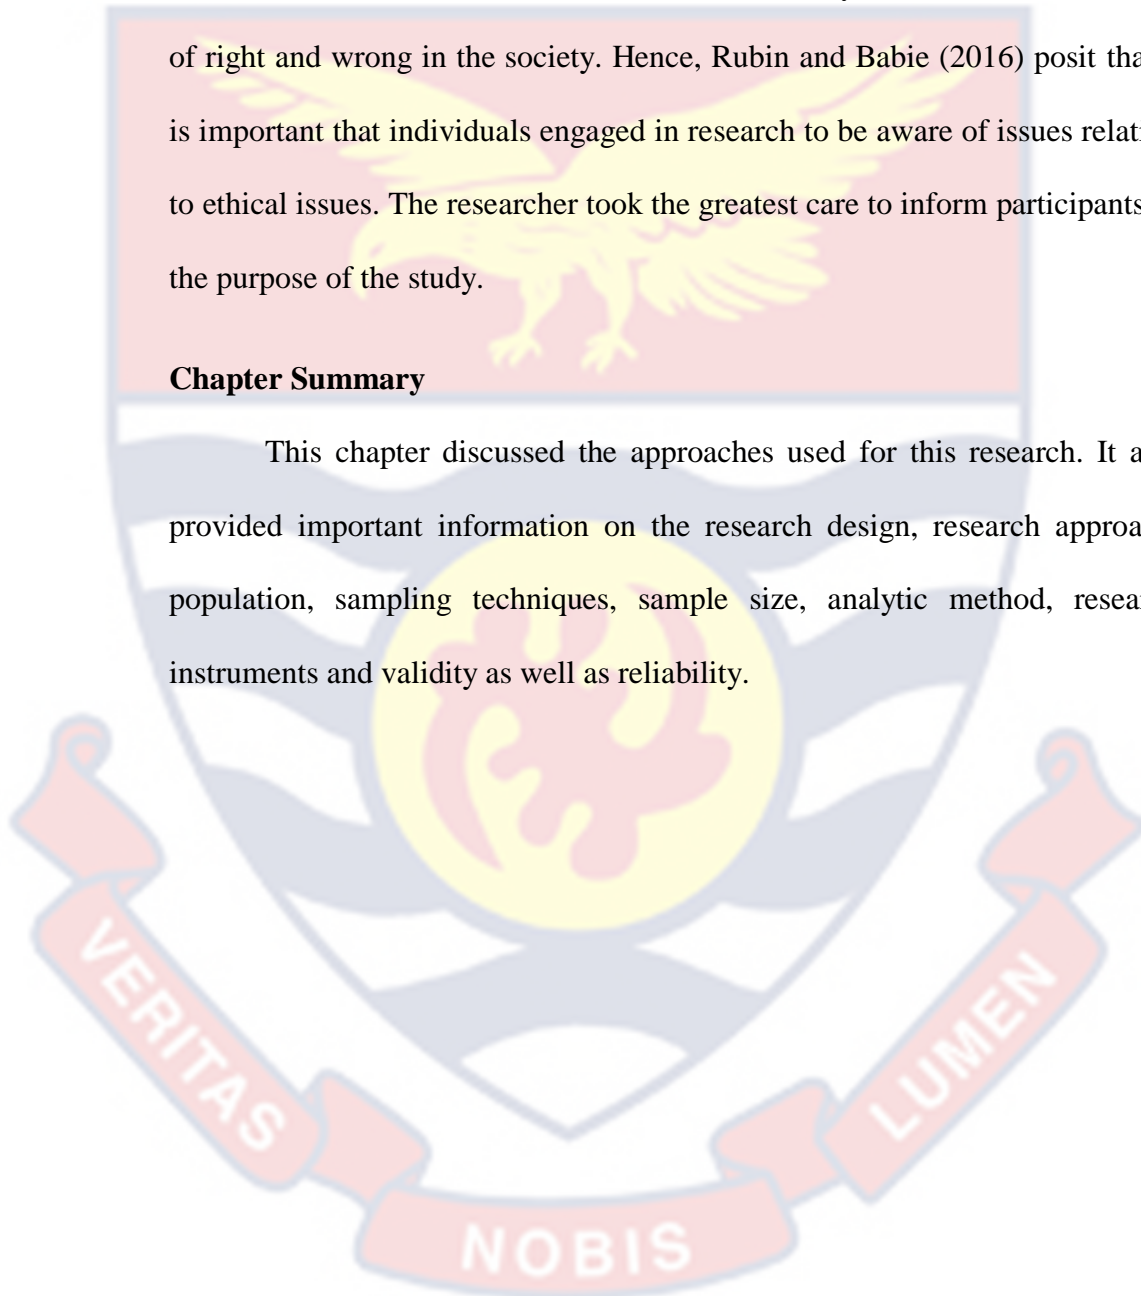 of right and wrong in the society. Hence, Rubin and Babie (2016) posit tha
is important that individuals engaged in research to be aware of issues relati
to ethical issues. The researcher took the greatest care to inform participants
the purpose of the study.
Chapter Summary
This chapter discussed the approaches used for this research. It a
provided important information on the research design, research approa
population, sampling techniques, sample size, analytic method, resea
instruments and validity as well as reliability.
VERITAS
NOBIS
LUMEN